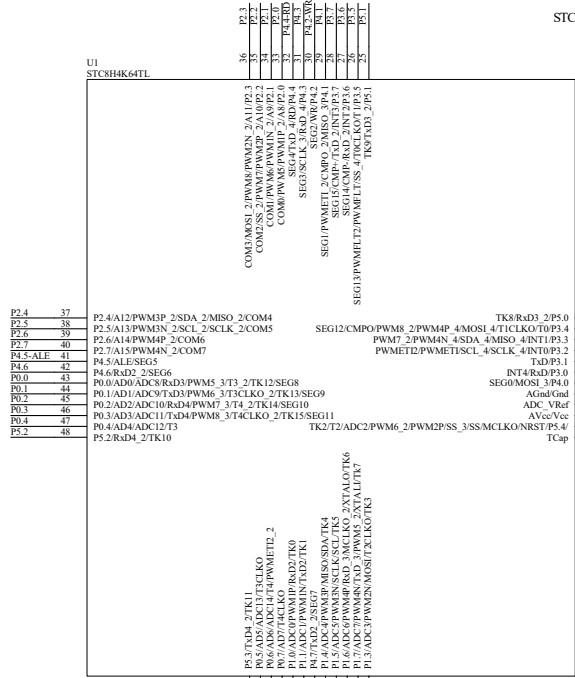 STC
P2.3
P2.2
P2.1
P2.0
P4.4-RD
P4.3
P4.2-WR
P4.1
P3.7
P3.6
P3.5
P5.1
36
35
34
33
32
31
30
29
28
27
26
25
U1
STC8H4K64TL
COM3/MOSI_2/PWM8/PWM2N_2/A11/P2.3
COM2/SS_2/PWM7/PWM2P_2/A10/P2.2
COM1/PWM6/PWM1N_2/A9/P2.1
COM0/PWM5/PWM1P_2/A8/P2.0
SEG4/TxD_4/RD/P4.4
SEG3/SCLK_3/RxD_4/P4.3
SEG2/WR/P4.2
SEG1/PWMETI_2/CMPO_2/MISO_3/P4.1
SEG15/CMP+/TxD_2/INT3/P3.7
SEG14/CMP-/RxD_2/INT2/P3.6
SEG13/PWMFLT2/PWMFLT/SS_4/T0CLKO/T1/P3.5
TK9/TxD3_2/P5.1
P2.4 37 P2.4/A12/PWM3P_2/SDA_2/MISO_2/COM4
P2.5 38 P2.5/A13/PWM3N_2/SCL_2/SCLK_2/COM5
P2.6 39 P2.6/A14/PWM4P_2/COM6
P2.7 40 P2.7/A15/PWM4N_2/COM7
P4.5-ALE 41 P4.5/ALE/SEG5
P4.6 42 P4.6/RxD2_2/SEG6
P0.0 43 P0.0/AD0/ADC8/RxD3/PWM5_3/T3_2/TK12/SEG8
P0.1 44 P0.1/AD1/ADC9/TxD3/PWM6_3/T3CLKO_2/TK13/SEG9
P0.2 45 P0.2/AD2/ADC10/RxD4/PWM7_3/T4_2/TK14/SEG10
P0.3 46 P0.3/AD3/ADC11/TxD4/PWM8_3/T4CLKO_2/TK15/SEG11
P0.4 47 P0.4/AD4/ADC12/T3
P5.2 48 P5.2/RxD4_2/TK10
TK8/RxD3_2/P5.0
SEG12/CMPO/PWM8_2/PWM4P_4/MOSI_4/T1CLKO/T0/P3.4
PWM7_2/PWM4N_4/SDA_4/MISO_4/INT1/P3.3
PWMETI2/PWMETI/SCL_4/SCLK_4/INT0/P3.2
TxD/P3.1
INT4/RxD/P3.0
SEG0/MOSI_3/P4.0
AGnd/Gnd
ADC_VRef
AVcc/Vcc
TK2/T2/ADC2/PWM6_2/PWM2P/SS_3/SS/MCLKO/NRST/P5.4/
TCap
P5.3/TxD4_2/TK11
P0.5/AD5/ADC13/T3CLKO
P0.6/AD6/ADC14/T4/PWMETI2_2
P0.7/AD7/T4CLKO
P1.0/ADC0/PWM1P/RxD2/TK0
P1.1/ADC1/PWM1N/TxD2/TK1
P4.7/TxD2_2/SEG7
P1.4/ADC4/PWM3P/MISO/SDA/TK4
P1.5/ADC5/PWM3N/SCLK/SCL/TK5
P1.6/ADC6/PWM4P/RxD_3/MCLKO_2/XTALO/TK6
P1.7/ADC7/PWM4N/TxD_3/PWM5_2/XTALI/Tk7
P1.3/ADC3/PWM2N/MOSI/T2CLKO/TK3